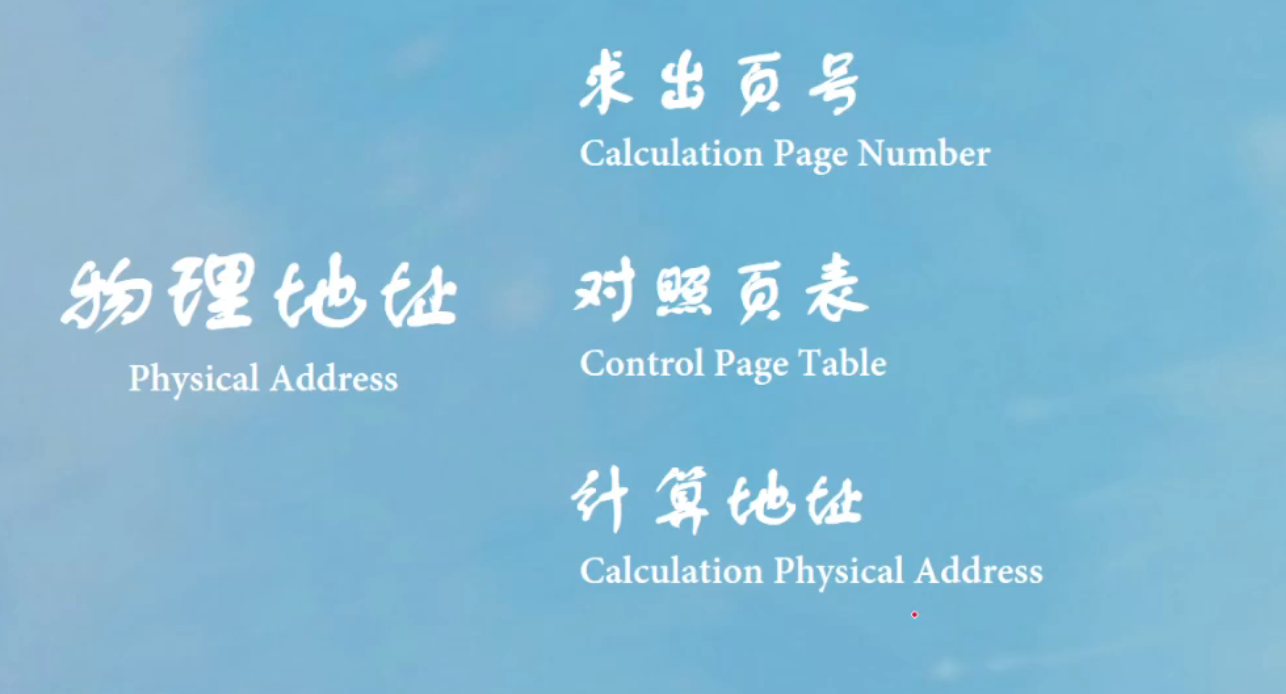 物理地址
Physical Address
求出页号
Calculation Page Number
对照页表
Control Page Table
计算地址
Calculation Physical Address